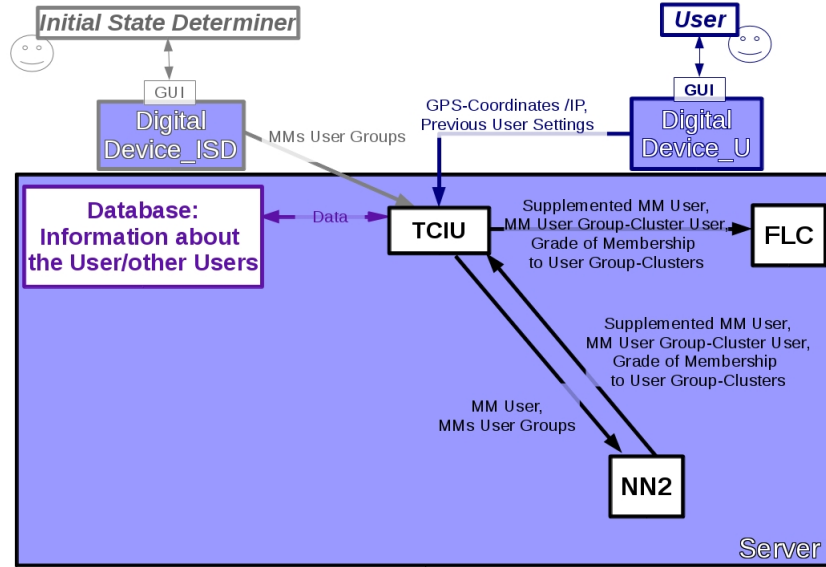 Initial State Determiner
User
GUI
GUI
Digital
Device_ISD
Digital
Device_U
GPS-Coordinates /IP,
Previous User Settings
MMs User Groups
Database:
Information about
the User/other Users
Data
TCIU
Supplemented MM User,
MM User Group-Cluster User,
Grade of Membership
to User Group-Clusters
FLC
Supplemented MM User,
MM User Group-Cluster User,
Grade of Membership
to User Group-Clusters
MM User,
MMs User Groups
NN2
Server